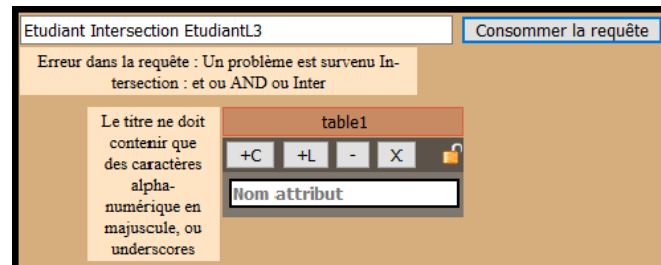 Etudiant Intersection EtudiantL3
Consommer la requête
Erreur dans la requête : Un problème est survenu In-
tersection : et ou AND ou Inter
Le titre ne doit
contenir que
des caractères
alpha-
numérique en
majuscule, ou
underscores
table1
+C +L - X
Nom attribut